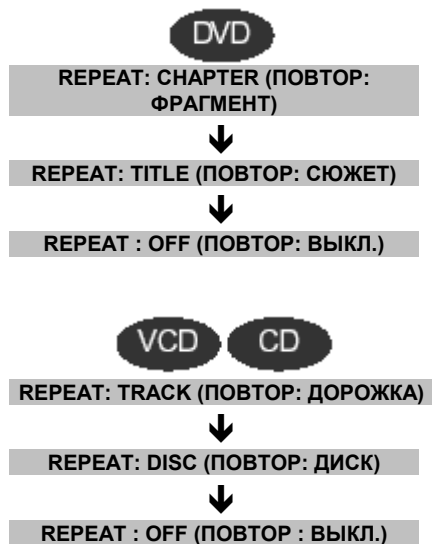 DVD
REPEAT: CHAPTER (ПОВТОР:
ФРАГМЕНТ)
REPEAT: TITLE (ПОВТОР: СЮЖЕТ)
REPEAT : OFF (ПОВТОР: ВЫКЛ.)
VCD CD
REPEAT: TRACK (ПОВТОР: ДОРОЖКА)
REPEAT: DISC (ПОВТОР: ДИСК)
REPEAT : OFF (ПОВТОР : ВЫКЛ.)